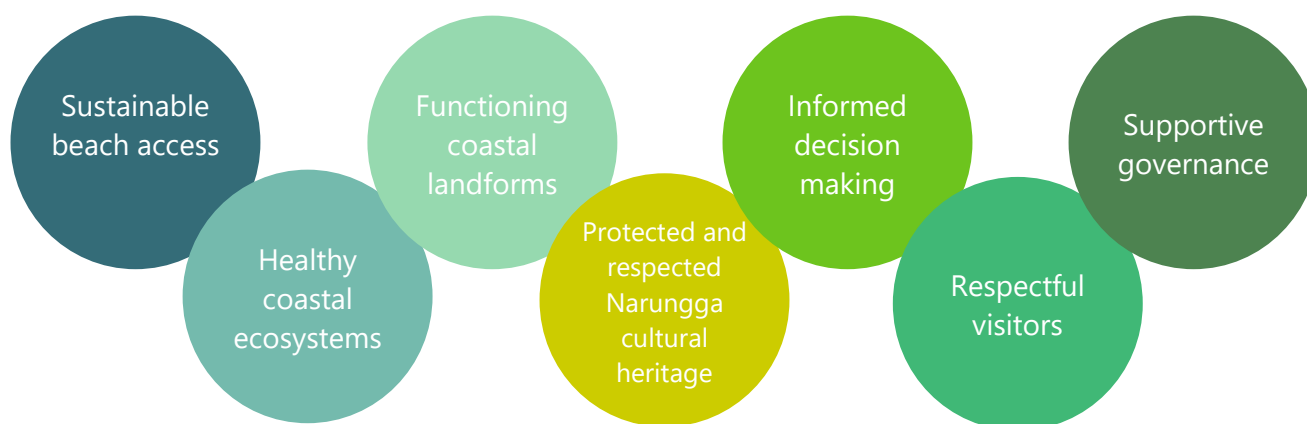 Sustainable
beach access
Healthy
coastal
ecosystems
Functioning
coastal
landforms
Protected and
respected
Narungga
cultural
heritage
Informed
decision
making
Respectful
visitors
Supportive
governance